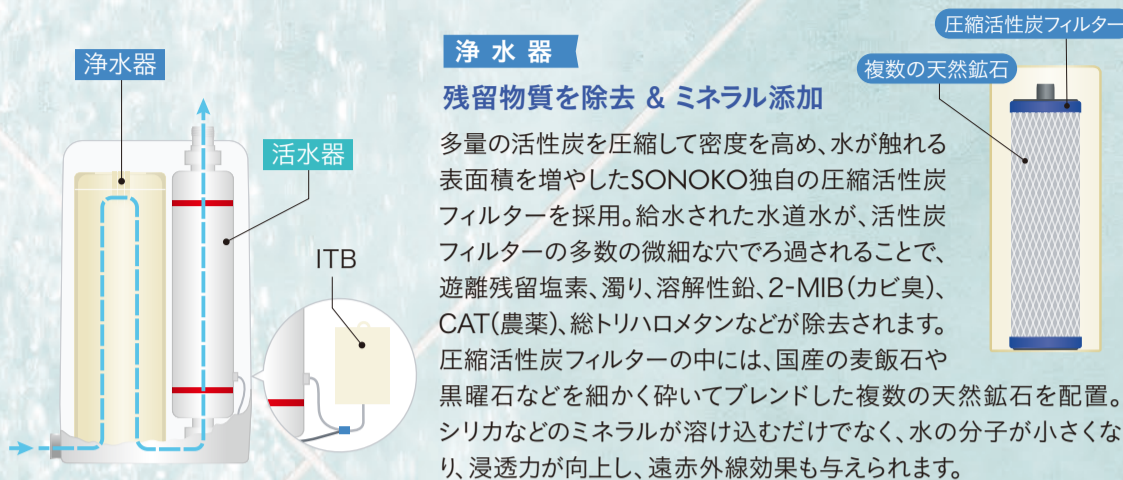 浄水器
活水器
ITB
浄水器
残留物質を除去 & ミネラル添加
多量の活性炭を圧縮して密度を高め、水が触れる
表面積を増やしたSONOKO独自の圧縮活性炭
フィルターを採用。給水された水道水が、活性炭
フィルターの多数の微細な穴でろ過されることで、
遊離残留塩素、濁り、溶解性鉛、2-MIB(カビ臭)、
CAT(農薬)、総トリハロメタンなどが除去されます。
圧縮活性炭フィルターの中には、国産の麦飯石や
黒曜石などを細かく砕いてブレンドした複数の天然鉱石を配置。
シリカなどのミネラルが溶け込むだけでなく、水の分子が小さくな
り、浸透力が向上し、遠赤外線効果も与えられます。
圧縮活性炭フィルター
複数の天然鉱石